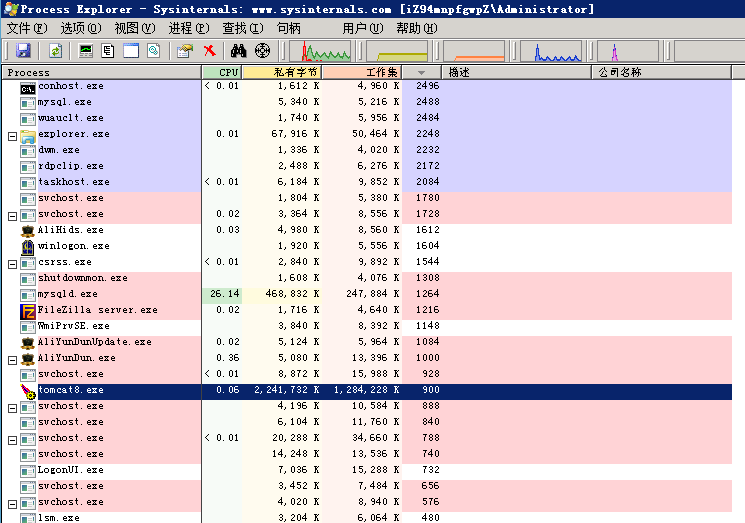 Process Explorer - Sysinternals: www.sysinternals.com [iZ94mnpfgwpZ\Administrator]
文件(F) 选项(O) 视图(V) 进程(P) 查找(I) 句柄 用户(U) 帮助(H)
Process CPU 私有字节 工作集 描述 公司名称
conhost.exe < 0.01 1,612 K 4,960 K 2496
mysql.exe 5,340 K 5,216 K 2488
wuauclt.exe 1,740 K 5,956 K 2484
explorer.exe 0.01 67,916 K 50,464 K 2248
dwm.exe 1,336 K 4,020 K 2232
rdpclip.exe 2,488 K 6,276 K 2172
taskhost.exe < 0.01 6,184 K 9,852 K 2084
svchost.exe 1,804 K 5,380 K 1780
svchost.exe 0.02 3,364 K 8,556 K 1728
AliHids.exe 0.03 4,980 K 8,560 K 1612
winlogon.exe 1,920 K 5,556 K 1604
csrss.exe < 0.01 2,840 K 9,892 K 1544
shutdownmon.exe 1,608 K 4,076 K 1308
mysqld.exe 26.14 468,832 K 247,884 K 1264
FileZilla server.exe 0.02 1,716 K 4,640 K 1216
WmiPrvSE.exe 3,840 K 8,392 K 1148
AliYunDunUpdate.exe 0.02 5,124 K 5,964 K 1084
AliYunDun.exe 0.36 5,080 K 13,396 K 1000
svchost.exe < 0.01 8,872 K 15,988 K 928
tomcat8.exe 0.06 2,241,732 K 1,284,228 K 900
svchost.exe 4,196 K 10,584 K 888
svchost.exe 6,104 K 11,760 K 840
svchost.exe < 0.01 20,288 K 34,660 K 788
svchost.exe 14,248 K 13,536 K 740
LogonUI.exe 7,036 K 15,288 K 732
svchost.exe 3,452 K 7,484 K 656
svchost.exe 4,020 K 8,940 K 576
lsm.exe 3,204 K 6,064 K 480